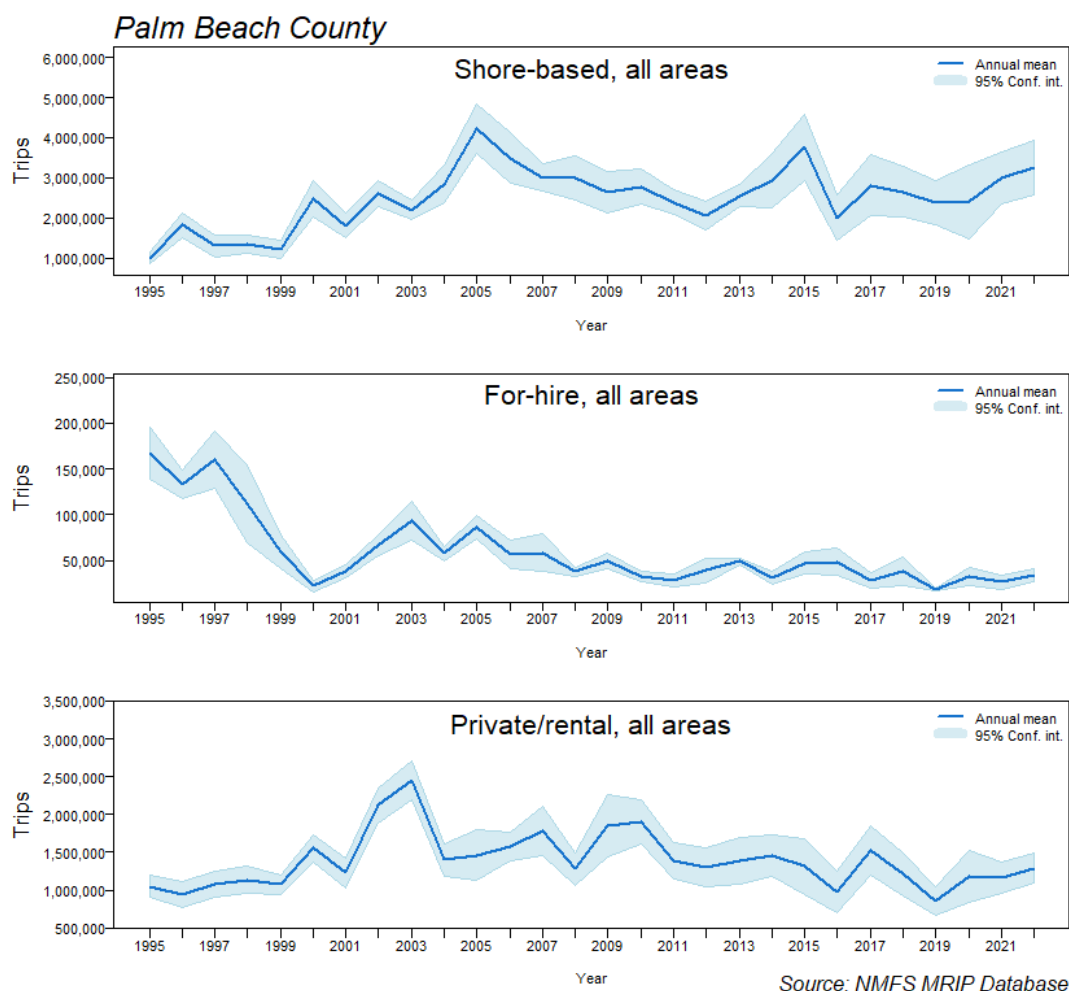 Palm Beach County
Shore-based, all areas
Annual mean
95% Conf. int.
Trips
6,000,000
5,000,000
4,000,000
3,000,000
2,000,000
1,000,000
1995 1997 1999 2001 2003 2005 2007 2009 2011 2013 2015 2017 2019 2021
Year
For-hire, all areas
Annual mean
95% Conf. int.
Trips
250,000
200,000
150,000
100,000
50,000
1995 1997 1999 2001 2003 2005 2007 2009 2011 2013 2015 2017 2019 2021
Year
Private/rental, all areas
Annual mean
95% Conf. int.
Trips
3,500,000
3,000,000
2,500,000
2,000,000
1,500,000
1,000,000
500,000
1995 1997 1999 2001 2003 2005 2007 2009 2011 2013 2015 2017 2019 2021
Year
Source: NMFS MRIP Database